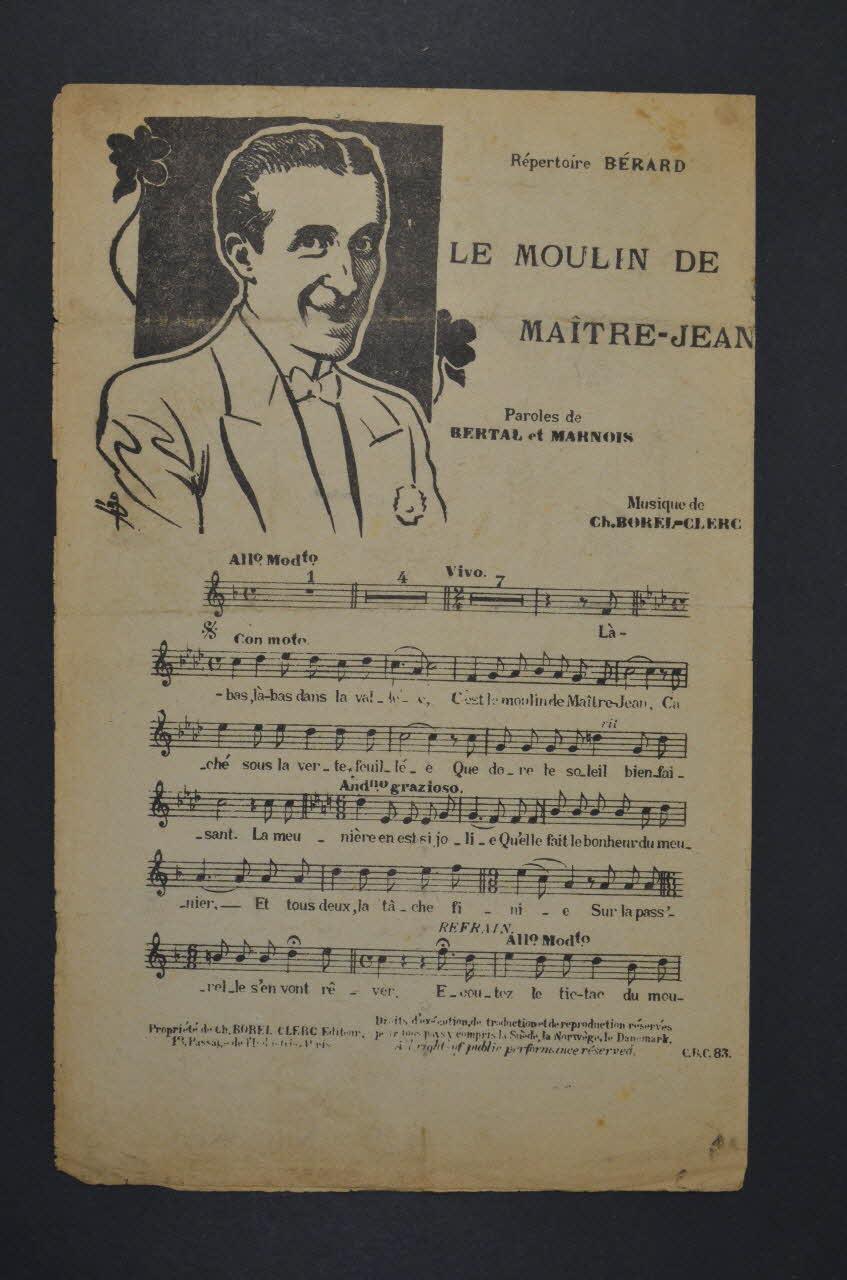 Répertoire BÉRARD
LE MOULIN DE
MAÎTRE-JEAN
Paroles de
BERTAL et MARNOIS
Musique de
Ch. BOREL-CLERC
Allº Modto
1 4 Vivo. 7
Là-
Con moto.
-bas, là-bas dans la val-lé-e, C'est le moulin de Maître-Jean, Ca
rit
-ché sous la ver-te feuil-lé-e Que do-re le so-leil bien-fai-
Andno grazioso.
-sant. La meu-nière en est si jo-li-e Qu'elle fait le bonheur du meu-
-nier,— Et tous deux, la tâ-che fi-ni-e Sur la pass'-
REFRAIN.
Allº Modto
-rel-le s'en vont rê-ver. E-cou-tez le tic-tac du mou-
Propriété de Ch. BOREL CLERC Editeur,
Passage de l'Paris
Droits d'exécution, de traduction et de reproduction réservés
pour tous pays y compris la Suède, la Norwège, le Danemark.
All right of public performance réserved.
C.B.C. 83.